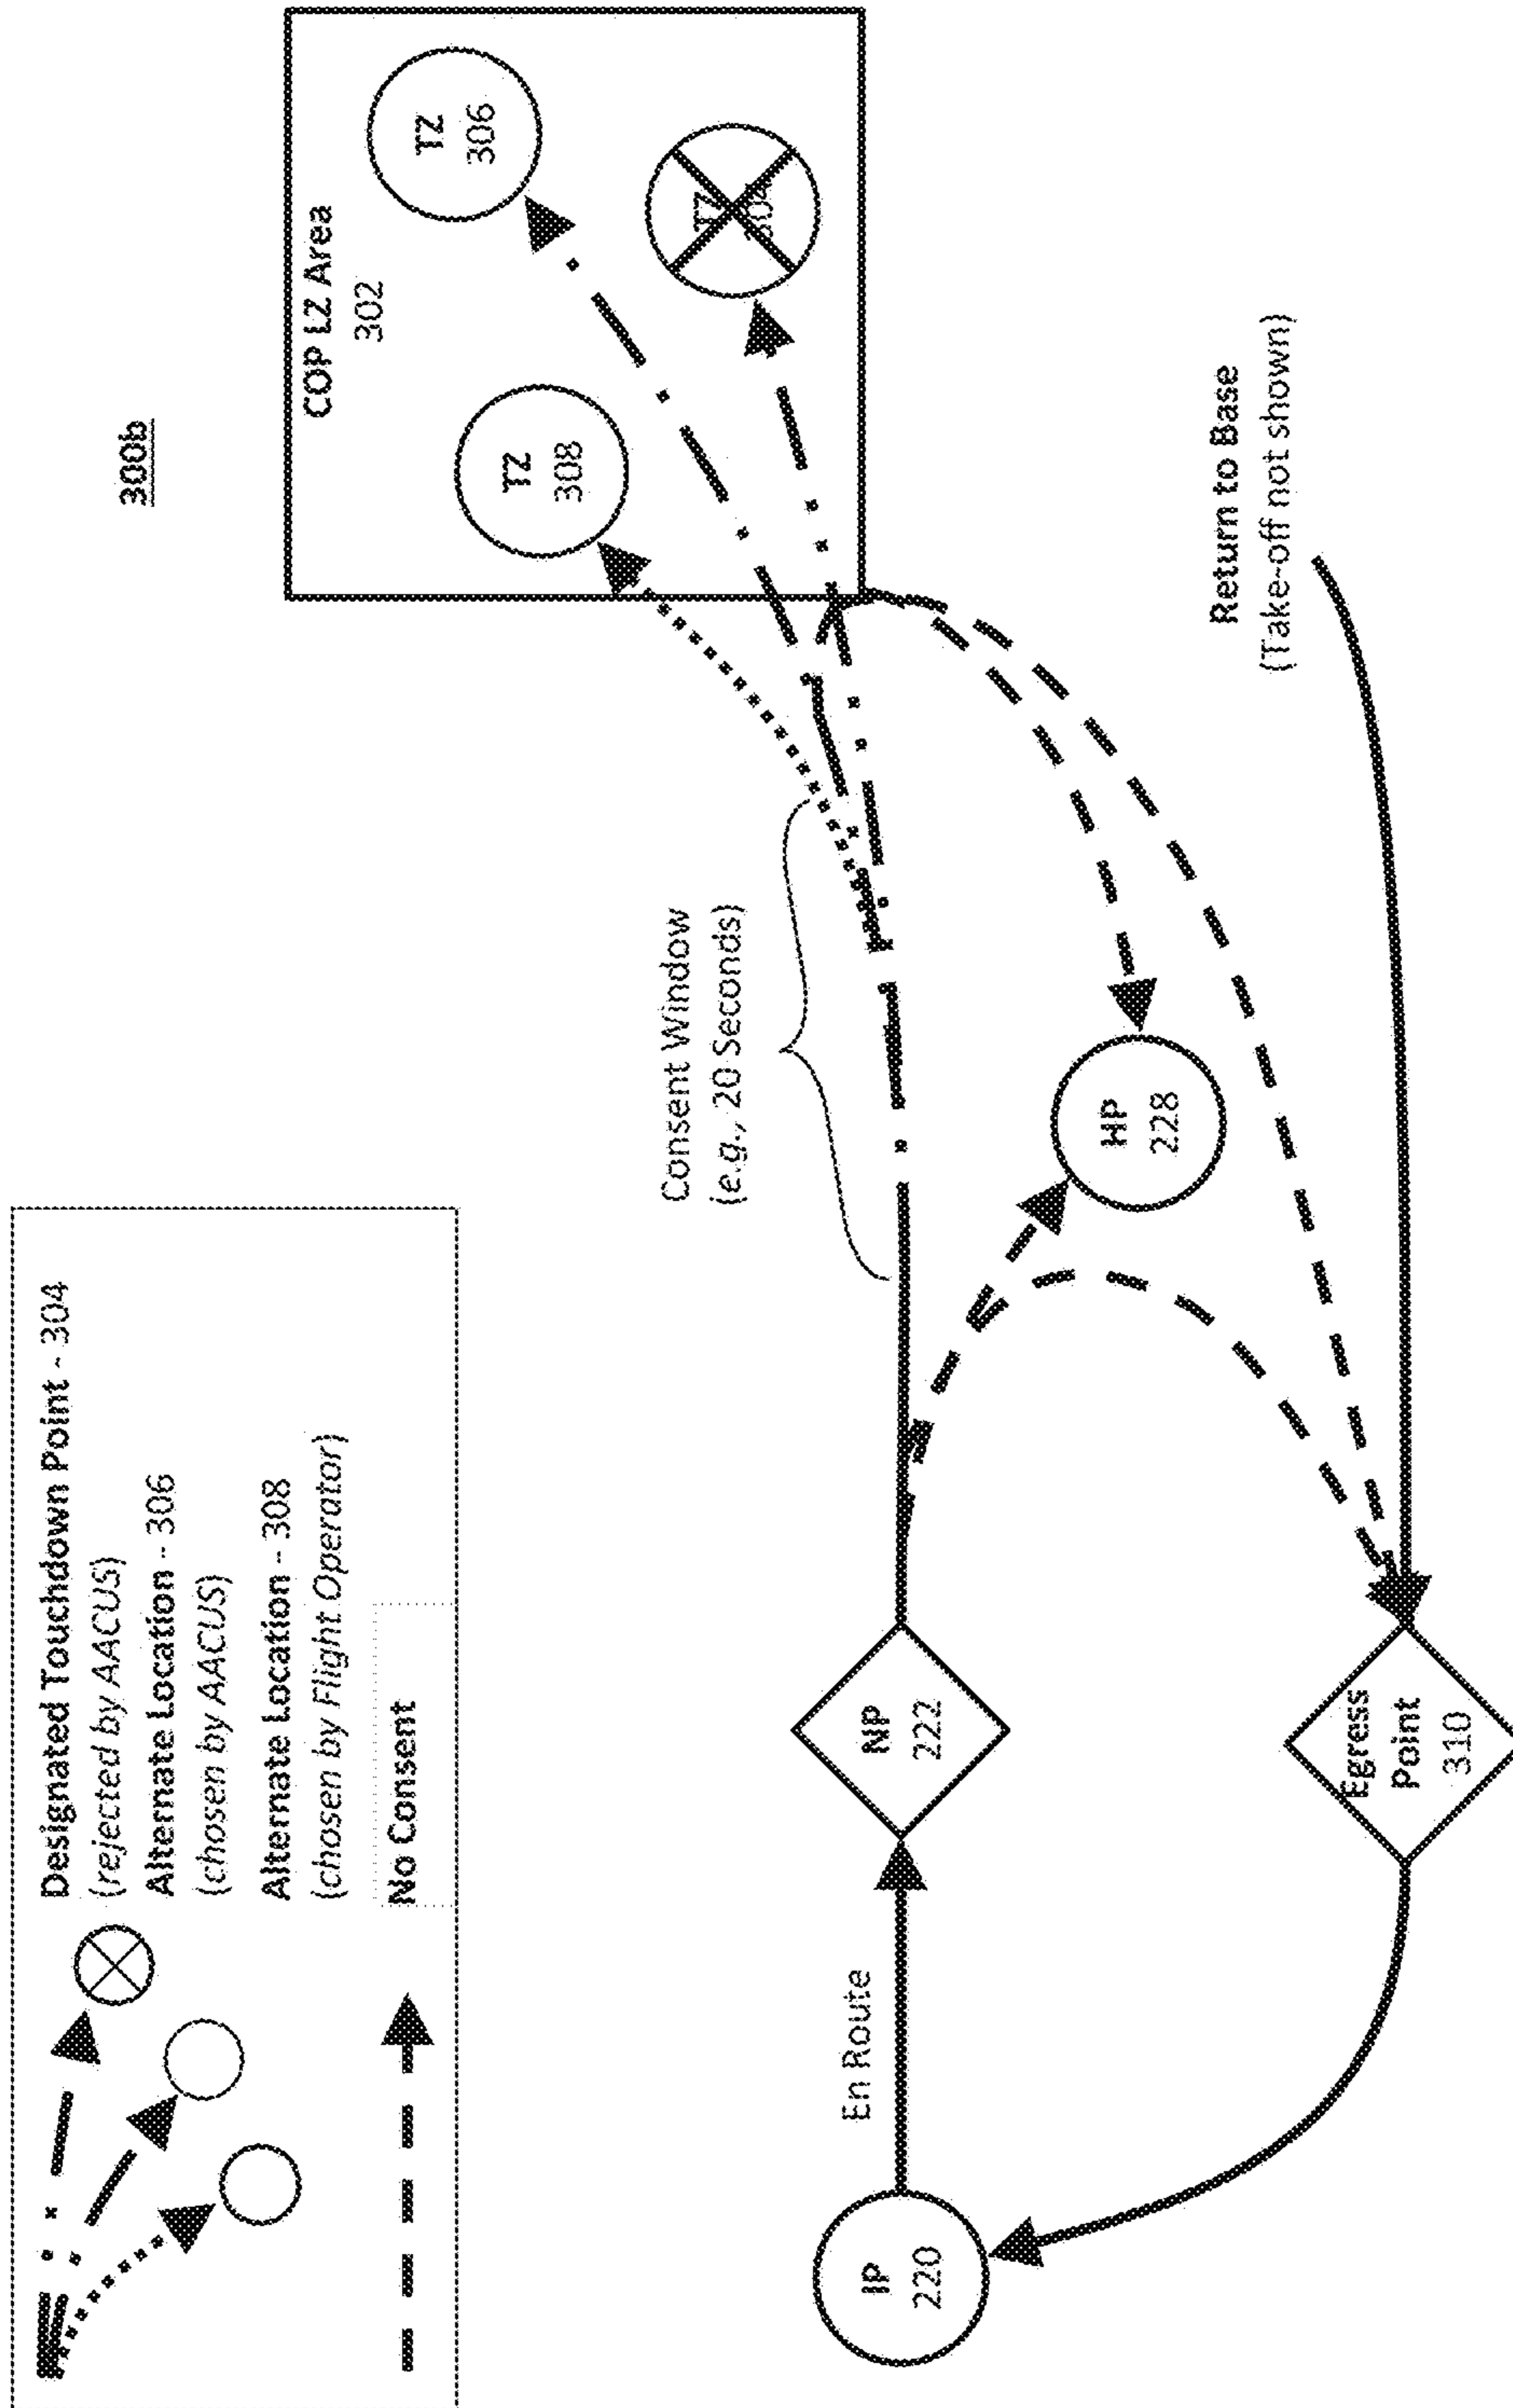 300b
Designated Touchdown Point - 304
(rejected by AACUS)
Alternate Location - 306
(chosen by AACUS)
Alternate Location - 308
(chosen by Flight Operator)
No Consent
COP LZ Area
302
TZ
306
TZ
308
TZ
304
Consent Window
(e.g., 20 Seconds)
En Route
IP
220
NP
222
HP
228
Egress
Point
310
Return to Base
(Take-off not shown)